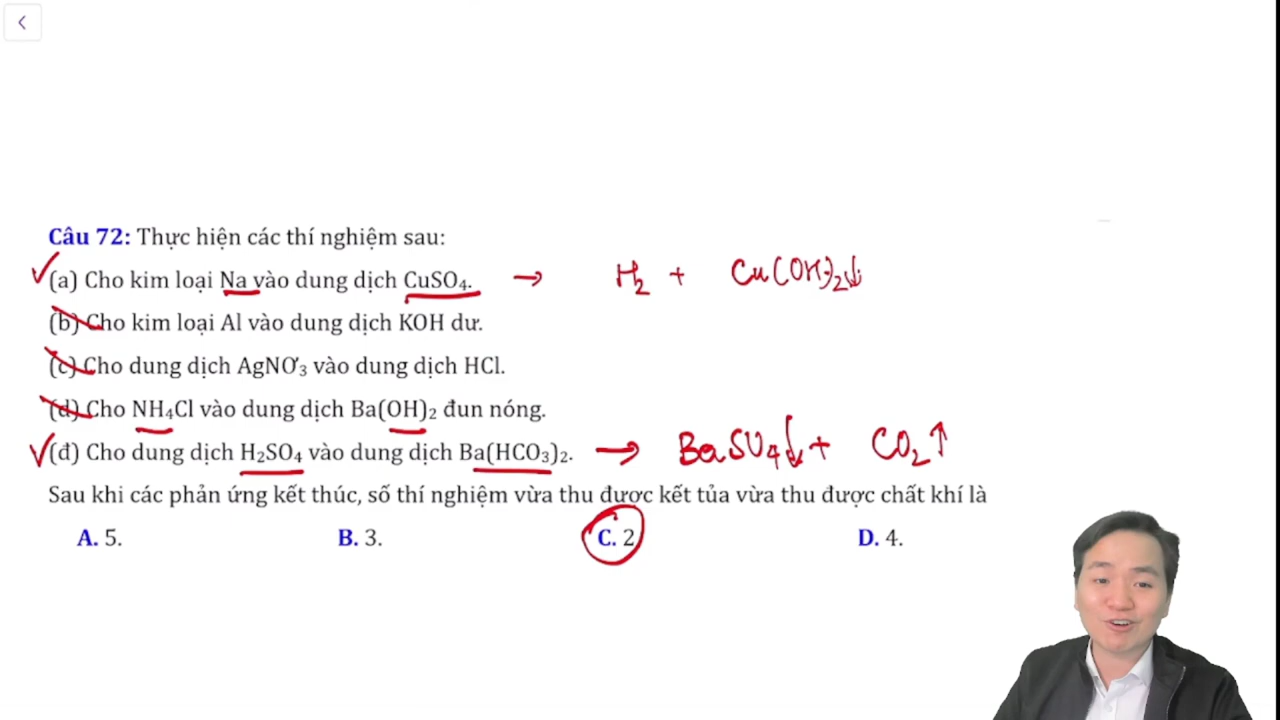 Câu 72: Thực hiện các thí nghiệm sau:
(a) Cho kim loại Na vào dung dịch CuSO₄. → H₂ + Cu(OH)₂↓
(b) Cho kim loại Al vào dung dịch KOH dư.
(c) Cho dung dịch AgNO₃ vào dung dịch HCl.
(d) Cho NH₄Cl vào dung dịch Ba(OH)₂ đun nóng.
(đ) Cho dung dịch H₂SO₄ vào dung dịch Ba(HCO₃)₂. → BaSO₄↓ + CO₂↑
Sau khi các phản ứng kết thúc, số thí nghiệm vừa thu được kết tủa vừa thu được chất khí là
A. 5. B. 3. C. 2 D. 4.